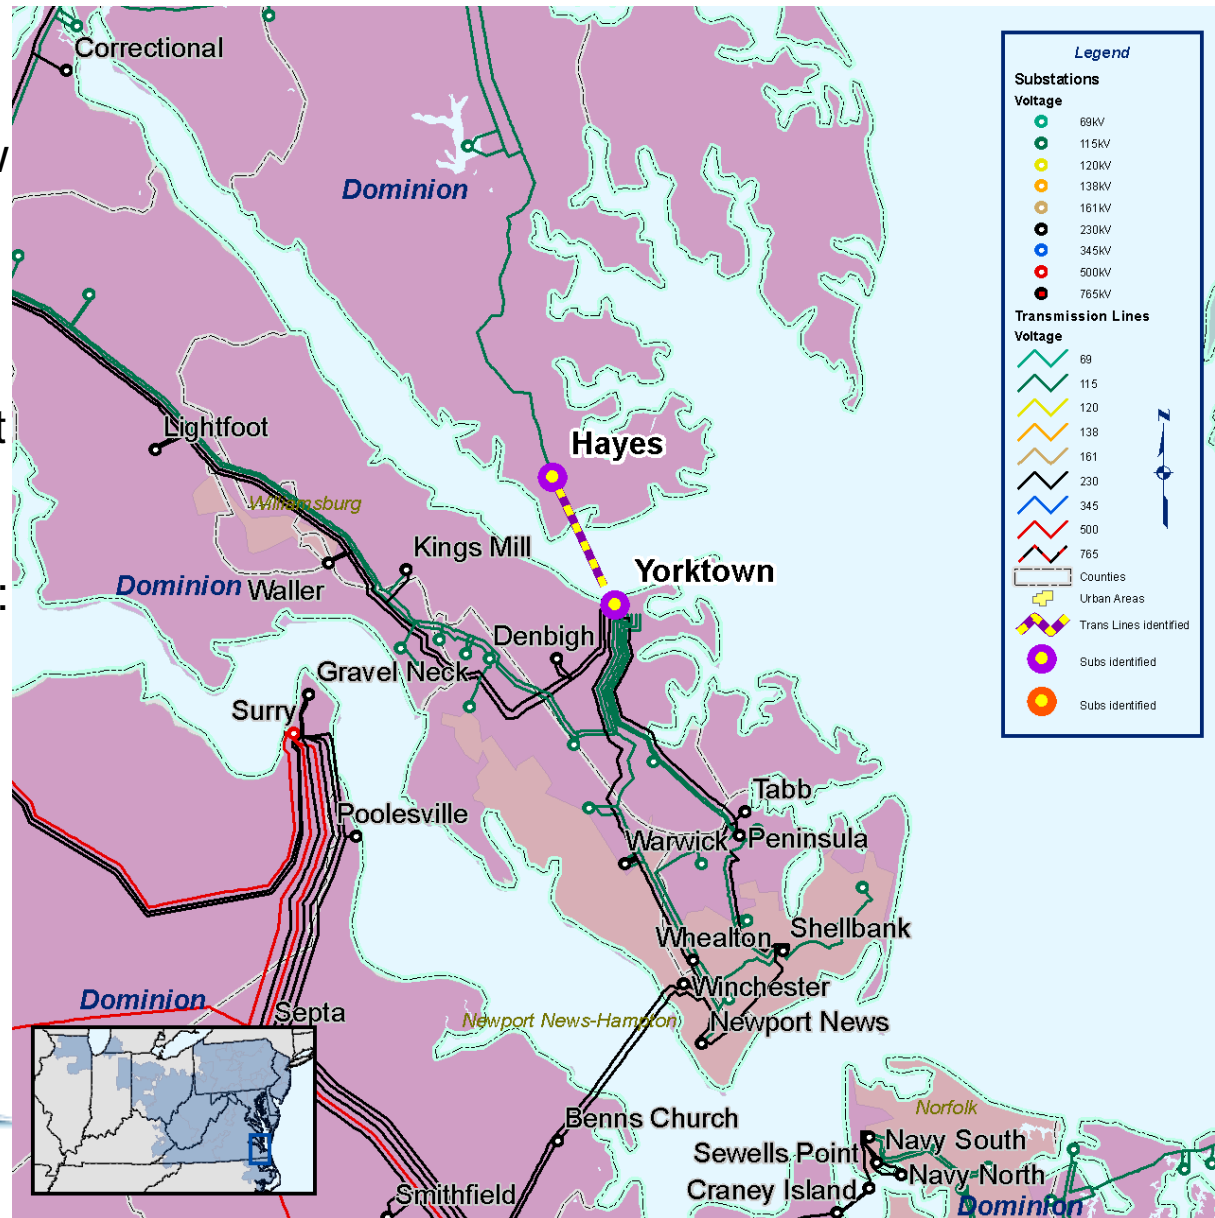 Correctional
Dominion
Hayes
Lightfoot
Williamsburg
Kings Mill
Yorktown
Dominion
Waller
Denbigh
Gravel Neck
Surry
Tabb
Poolesville
Warwick
Peninsula
Whealton
Shellbank
Winchester
Dominion
Septa
Newport News-Hampton
Newport News
Norfolk
Benns Church
Navy South
Sewells Point
Navy North
Craney Island
Smithfield
Dominion
Legend
Substations
Voltage
69kV
115kV
120kV
138kV
161kV
230kV
345kV
500kV
765kV
Transmission Lines
Voltage
69
115
120
138
161
230
345
500
765
Counties
Urban Areas
Trans Lines identified
Subs identified
Subs identified
N